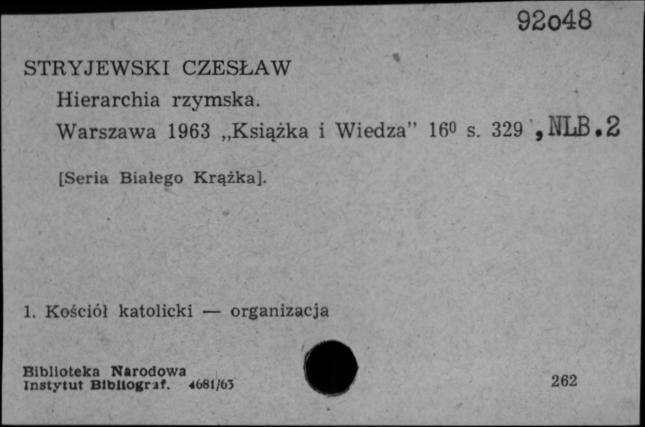 92048
STRYJEWSKI CZESŁAW
Hierarchia rzymska.
Warszawa 1963 „Książka i Wiedza” 16⁰ s. 329 , NLB.2
[Seria Białego Krążka].
1. Kościół katolicki — organizacja
Biblioteka Narodowa
Instytut Bibliograf. 4681/63
262